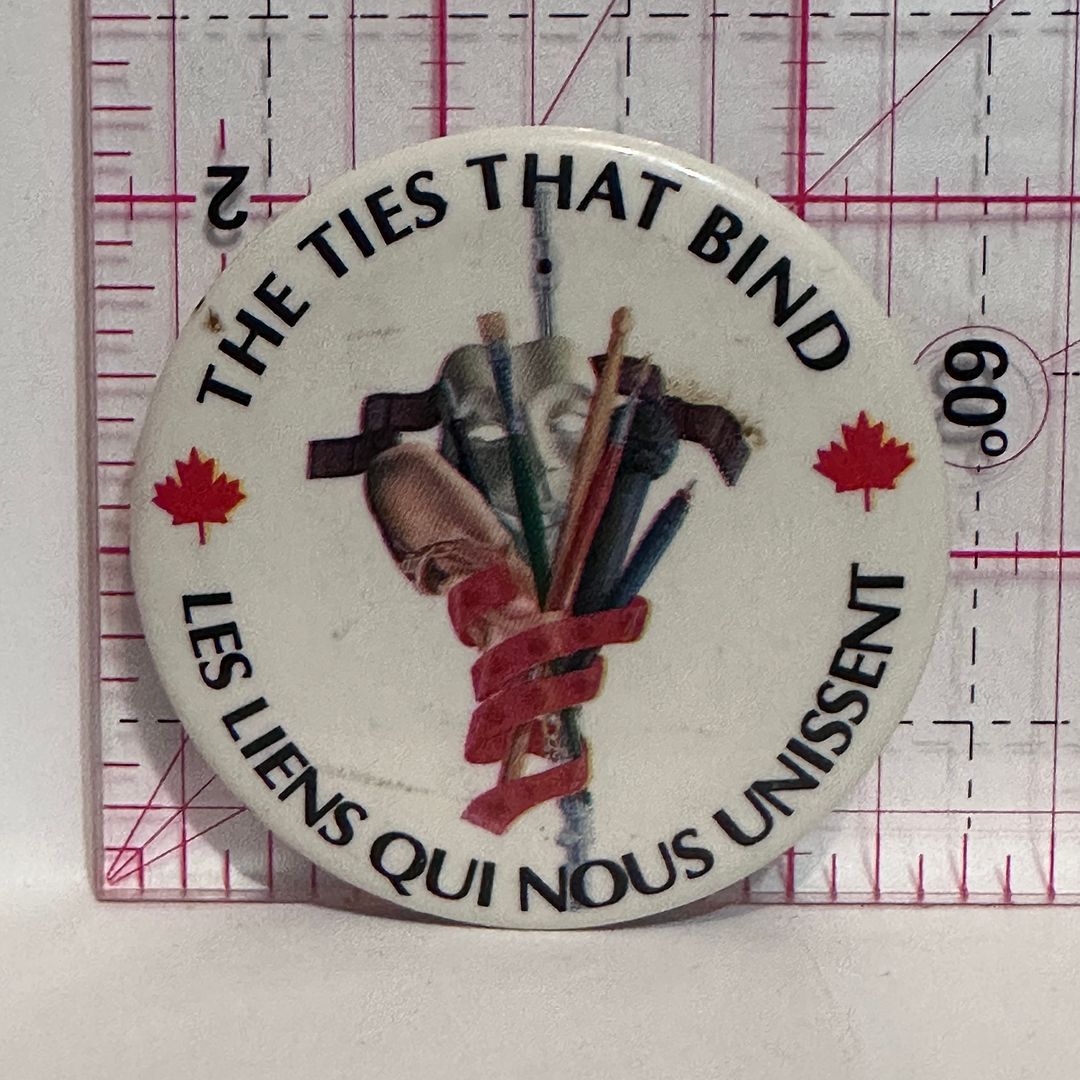 THE TIES THAT BIND
LES LIENS QUI NOUS UNISSENT
2
60°